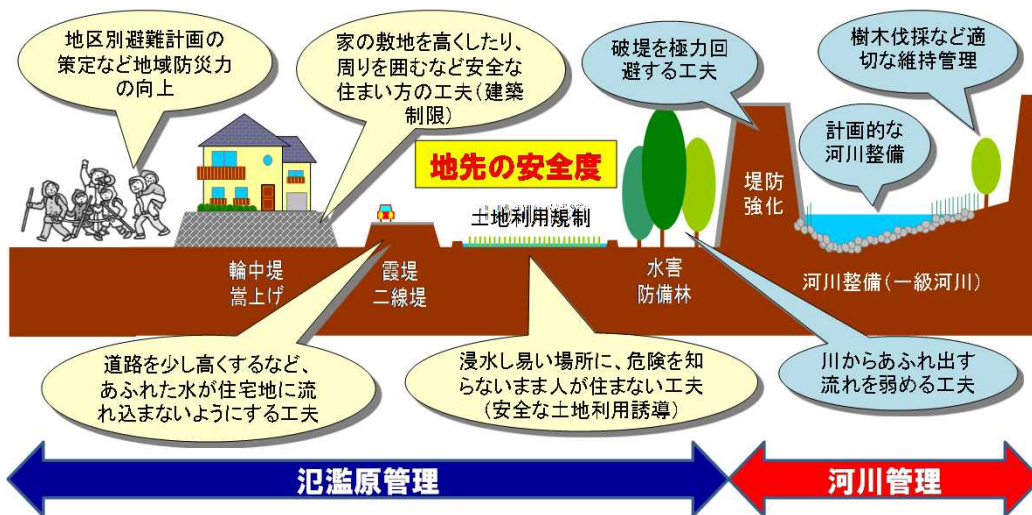 地区別避難計画の
策定など地域防災力
の向上
家の敷地を高くしたり、
周りを囲むなど安全な
住まい方の工夫(建築
制限)
破堤を極力回
避する工夫
樹木伐採など適
切な維持管理
計画的な
河川整備
地先の安全度
土地利用規制
堤防
強化
輪中堤
嵩上げ
霞堤
二線堤
水害
防備林
河川整備(一級河川)
道路を少し高くするなど、
あふれた水が住宅地に流
れ込まないようにする工夫
浸水し易い場所に、危険を知
らないまま人が住まない工夫
(安全な土地利用誘導)
川からあふれ出す
流れを弱める工夫
氾濫原管理
河川管理